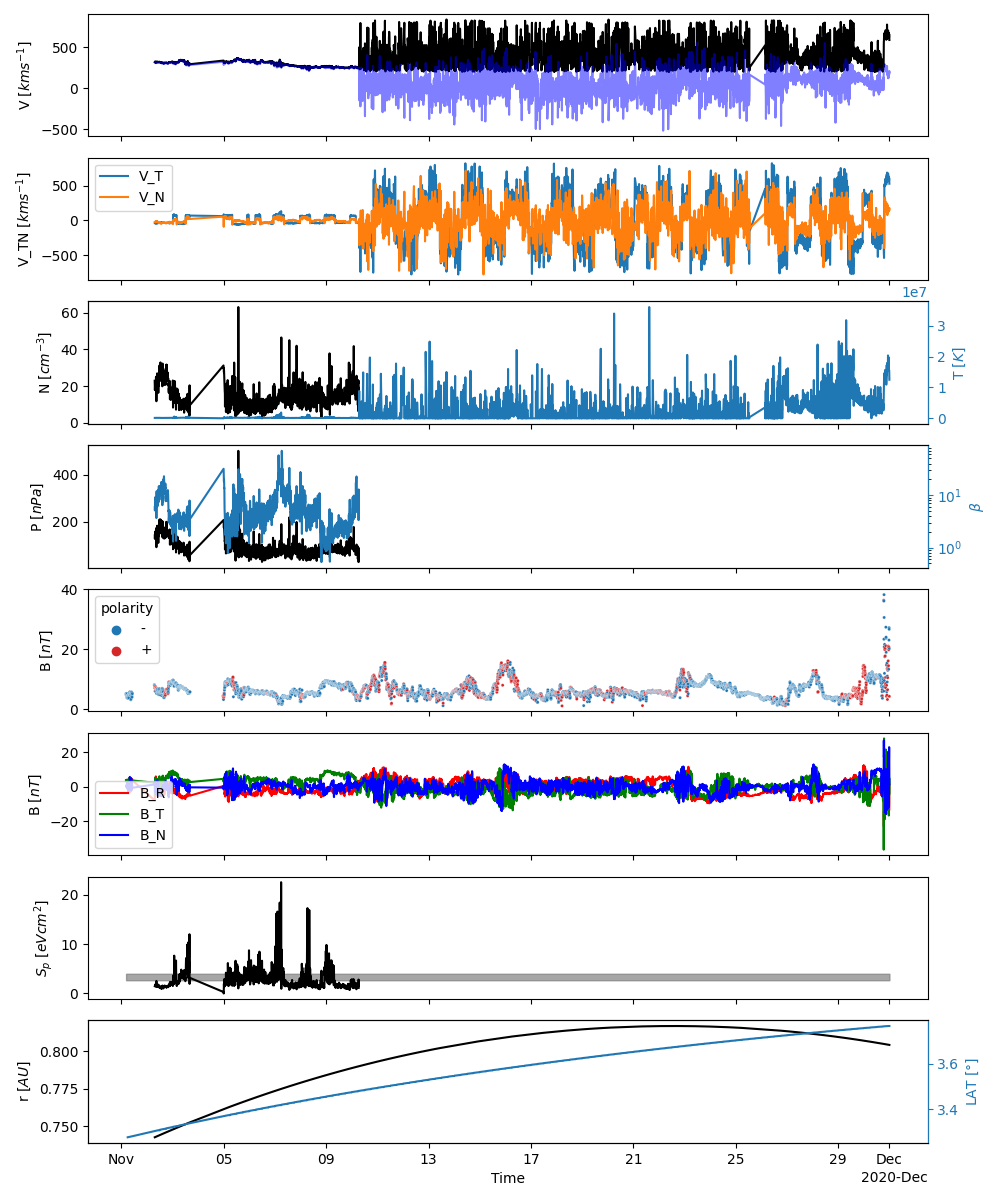 V [kms⁻¹]
500
0
−500
V_TN [kms⁻¹]
500
0
−500
V_T
V_N
N [cm⁻³]
60
40
20
0
1e7
3
2
1
0
T [K]
P [nPa]
400
200
10¹
10⁰
β
B [nT]
40
20
0
polarity
-
+
B [nT]
20
0
−20
B_R
B_T
B_N
Sₚ [eVcm²]
20
10
0
r [AU]
0.800
0.775
0.750
3.6
3.4
LAT [°]
Nov 05 09 13 17 21 25 29 Dec
Time
2020-Dec